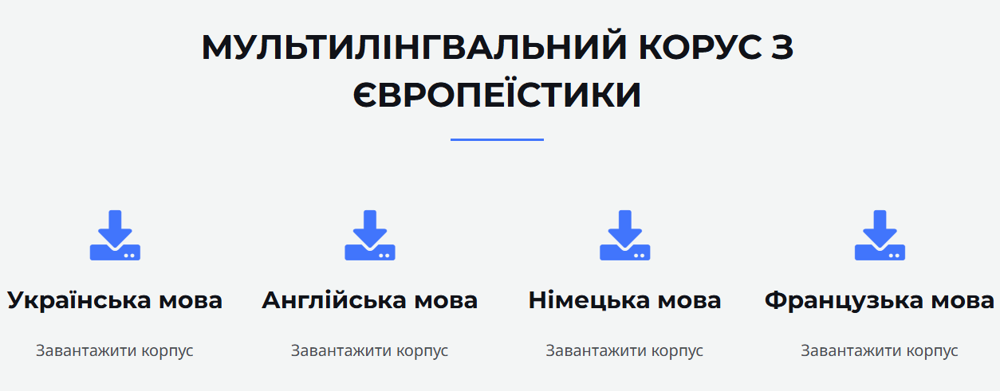 МУЛЬТИЛІНГВАЛЬНИЙ КОРУС З
ЄВРОПЕЇСТИКИ
Українська мова
Англійська мова
Німецька мова
Французька мова
Завантажити корпус
Завантажити корпус
Завантажити корпус
Завантажити корпус